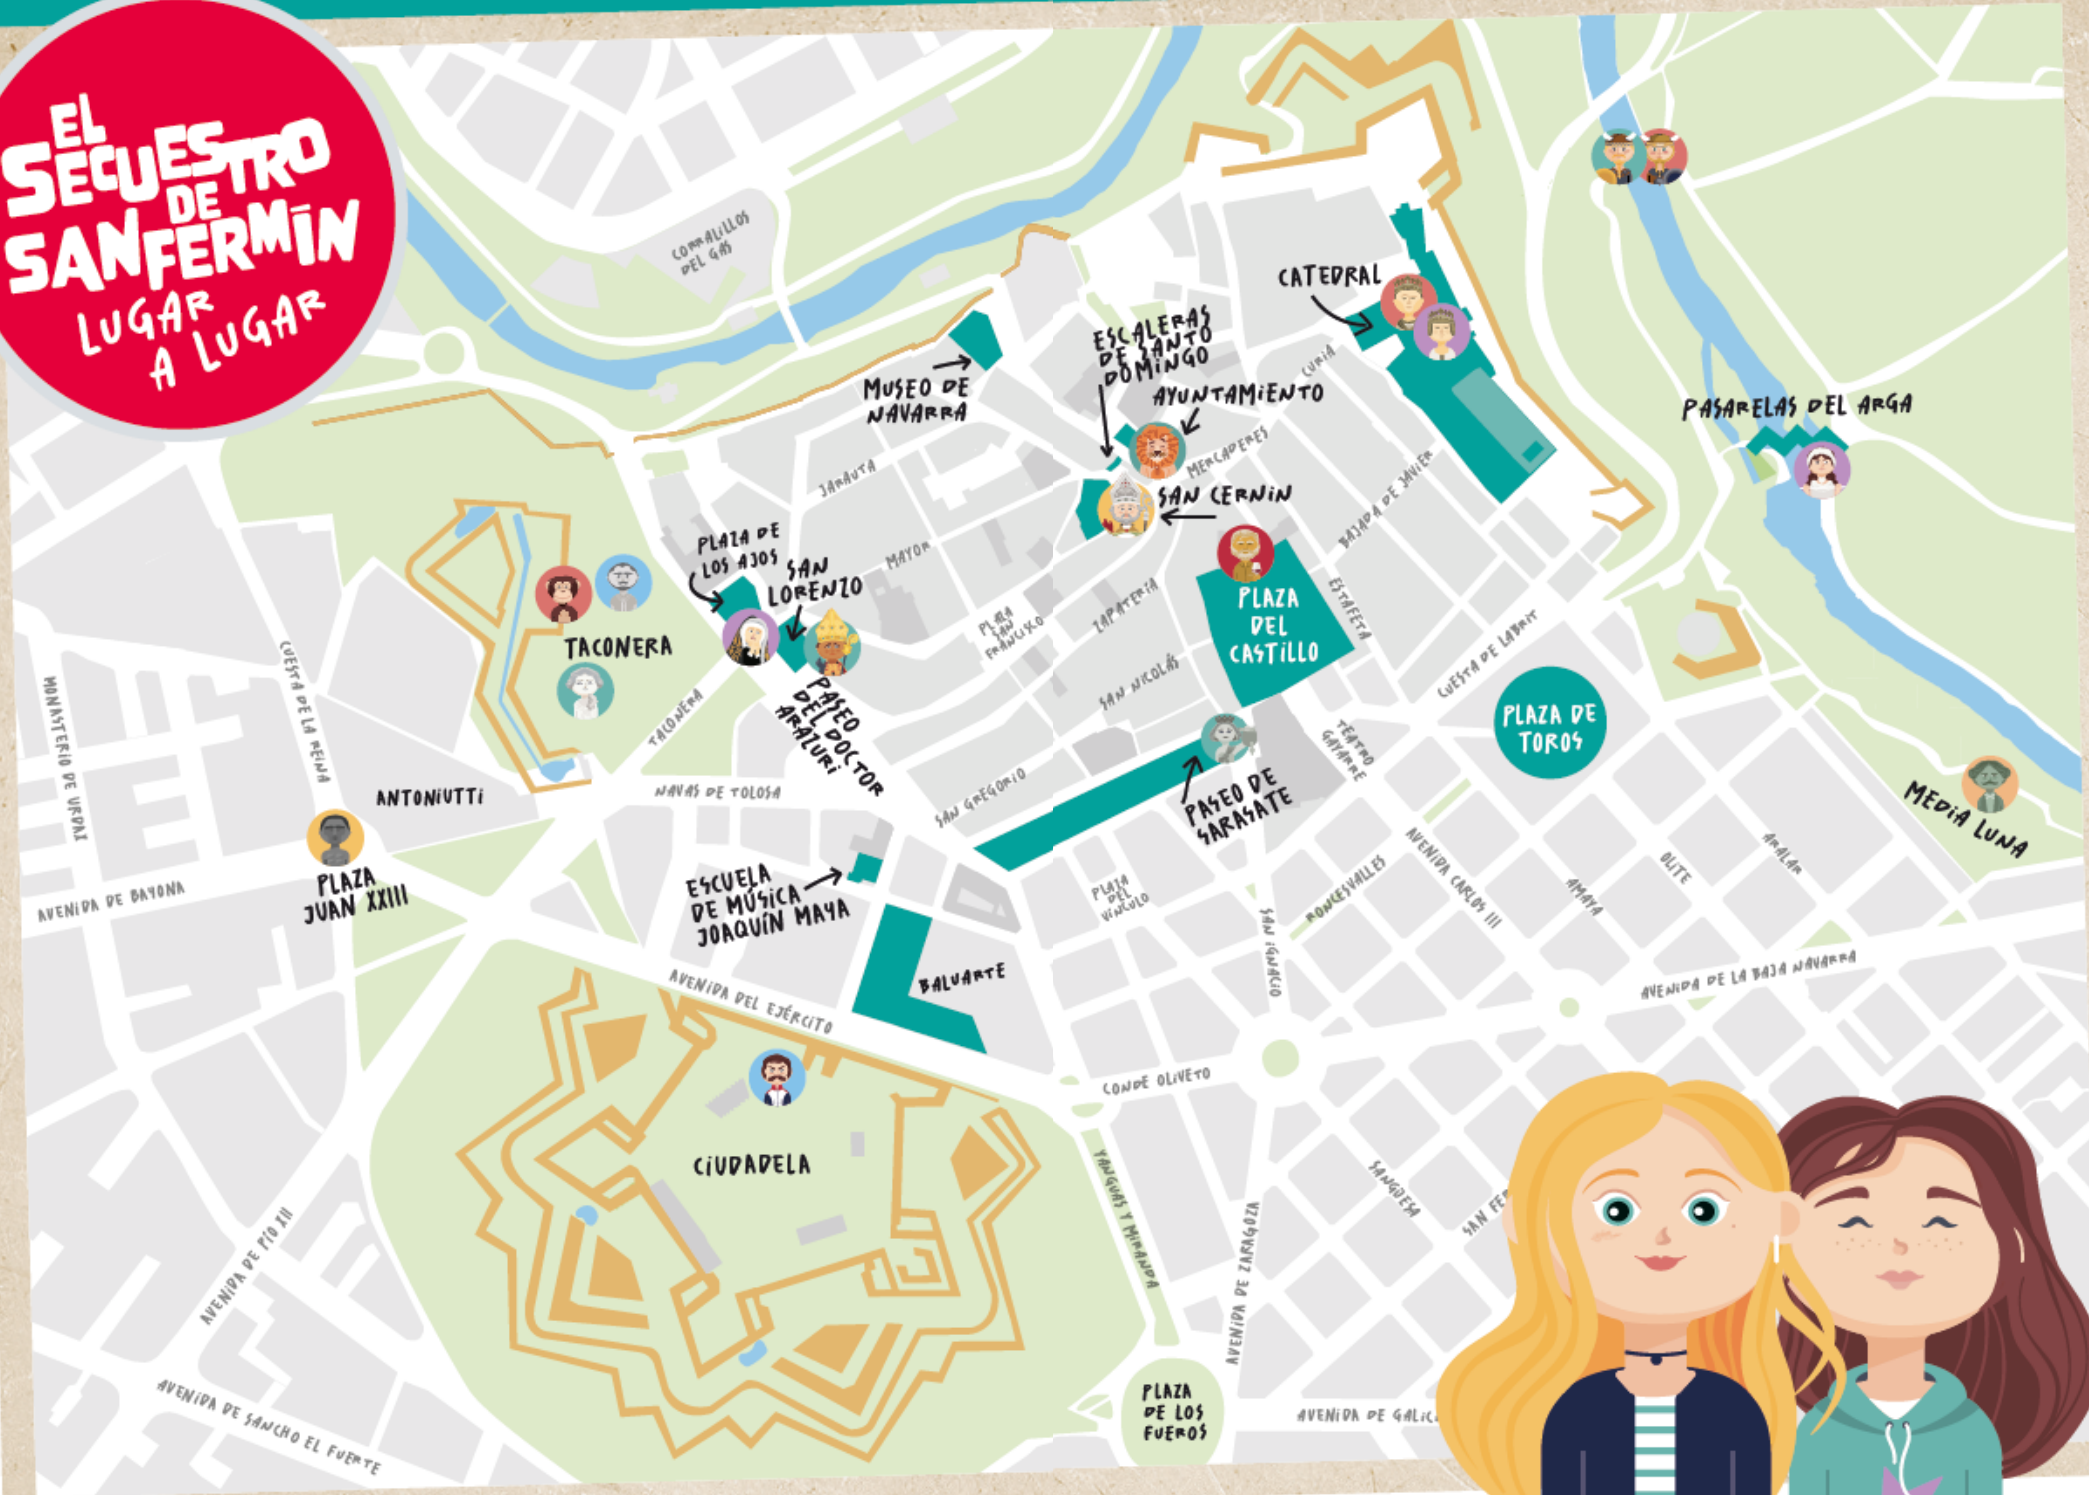 EL
SECUESTRO
DE
SANFERMÍN
LUGAR
A LUGAR
CORRALILLOS
DEL GAS
CATEDRAL
ESCALERAS
DE SANTO
DOMINGO
AYUNTAMIENTO
CURIA
MUSEO DE
NAVARRA
PASARELAS DEL ARGA
MERCADERES
JARAUTA
SAN CERNIN
BAJADA DE JAVIER
PLAZA DE
LOS AJOS
SAN
LORENZO
MAYOR
PLAZA
DEL
CASTILLO
ESTAFETA
ZAPATERÍA
PLAZA
SAN
FRANCISCO
TACONERA
CUESTA DE LABRIT
SAN NICOLÁS
CUESTA DE LA REINA
MONASTERIO DE URDAX
TACONERA
PASEO
DEL DOCTOR
ARAZURI
PLAZA DE
TOROS
TEATRO
GAYARRE
ANTONIUTTI
NAVAS DE TOLOSA
SAN GREGORIO
PASEO DE
SARASATE
MEDIA LUNA
PLAZA
JUAN XXIII
AVENIDA DE BAYONA
ESCUELA
DE MÚSICA
JOAQUÍN MAYA
PLAZA
DEL
VÍNCULO
RONCESVALLES
AVENIDA CARLOS III
AMAYA
OLITE
ARALAR
SAN IGNACIO
BALUARTE
AVENIDA DE LA BAJA NAVARRA
AVENIDA DEL EJÉRCITO
CONDE OLIVETO
CIUDADELA
YANGUAS Y MIRANDA
SANGÜESA
SAN FER
AVENIDA DE PÍO XII
AVENIDA DE ZARAGOZA
AVENIDA DE SANCHO EL FUERTE
PLAZA
DE LOS
FUEROS
AVENIDA DE GALIC